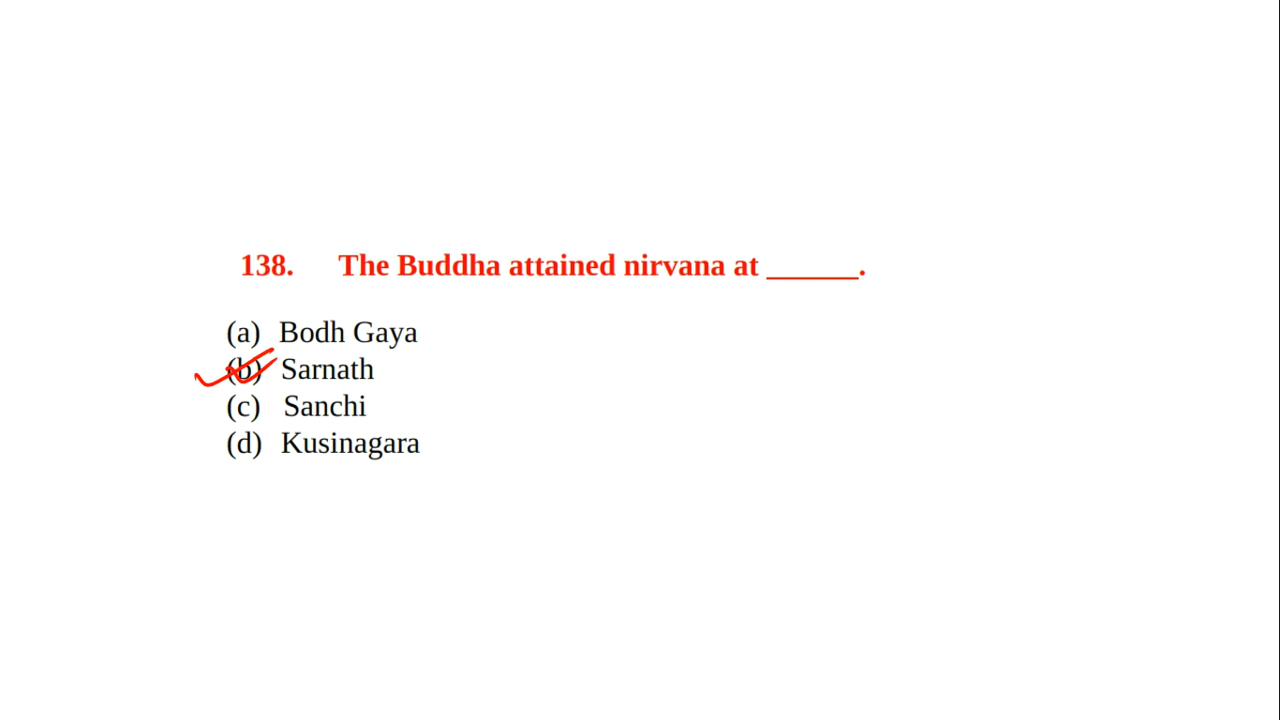 138. The Buddha attained nirvana at ______.
(a) Bodh Gaya
(b) Sarnath
(c) Sanchi
(d) Kusinagara